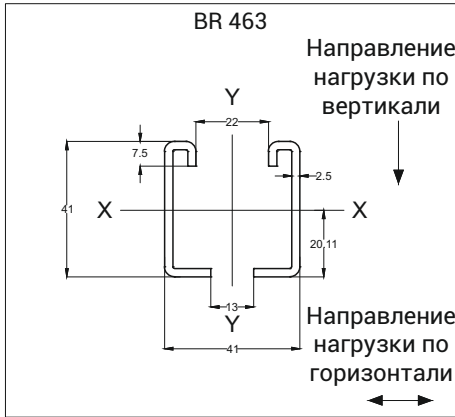 BR 463
Направление
нагрузки по
вертикали
Y
22
7.5
2.5
41
X
X
20,11
13
Y
41
Направление
нагрузки по
горизонтали